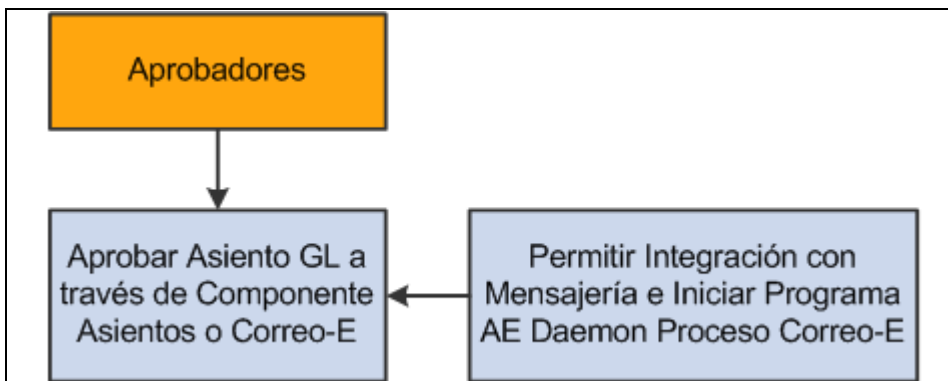 Aprobadores
Aprobar Asiento GL a
través de Componente
Asientos o Correo-E
Permitir Integración con
Mensajería e Iniciar Programa
AE Daemon Proceso Correo-E